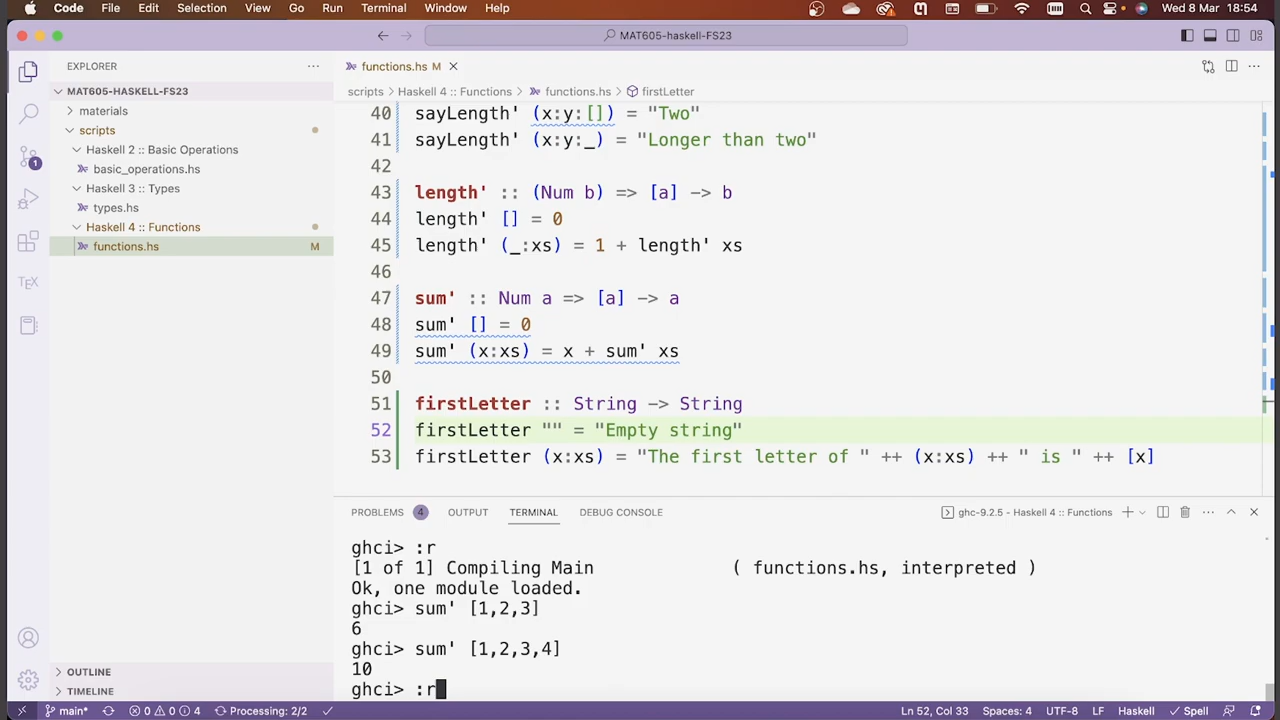 Code File Edit Selection View Go Run Terminal Window Help Wed 8 Mar 18:54
MAT605-haskell-FS23
EXPLORER
functions.hs M
MAT605-HASKELL-FS23
scripts > Haskell 4 :: Functions > functions.hs > firstLetter
materials
scripts
Haskell 2 :: Basic Operations
basic_operations.hs
Haskell 3 :: Types
types.hs
Haskell 4 :: Functions
functions.hs M
1
TEX
40 sayLength' (x:y:[]) = "Two"
41 sayLength' (x:y:_) = "Longer than two"
42
43 length' :: (Num b) => [a] -> b
44 length' [] = 0
45 length' (_:xs) = 1 + length' xs
46
47 sum' :: Num a => [a] -> a
48 sum' [] = 0
49 sum' (x:xs) = x + sum' xs
50
51 firstLetter :: String -> String
52 firstLetter "" = "Empty string"
53 firstLetter (x:xs) = "The first letter of " ++ (x:xs) ++ " is " ++ [x]
PROBLEMS 4 OUTPUT TERMINAL DEBUG CONSOLE ghc-9.2.5 - Haskell 4 :: Functions
ghci> :r
[1 of 1] Compiling Main ( functions.hs, interpreted )
Ok, one module loaded.
ghci> sum' [1,2,3]
6
ghci> sum' [1,2,3,4]
10
ghci> :r
OUTLINE
TIMELINE
main* 0 0 4 Processing: 2/2 Ln 52, Col 33 Spaces: 4 UTF-8 LF Haskell Spell